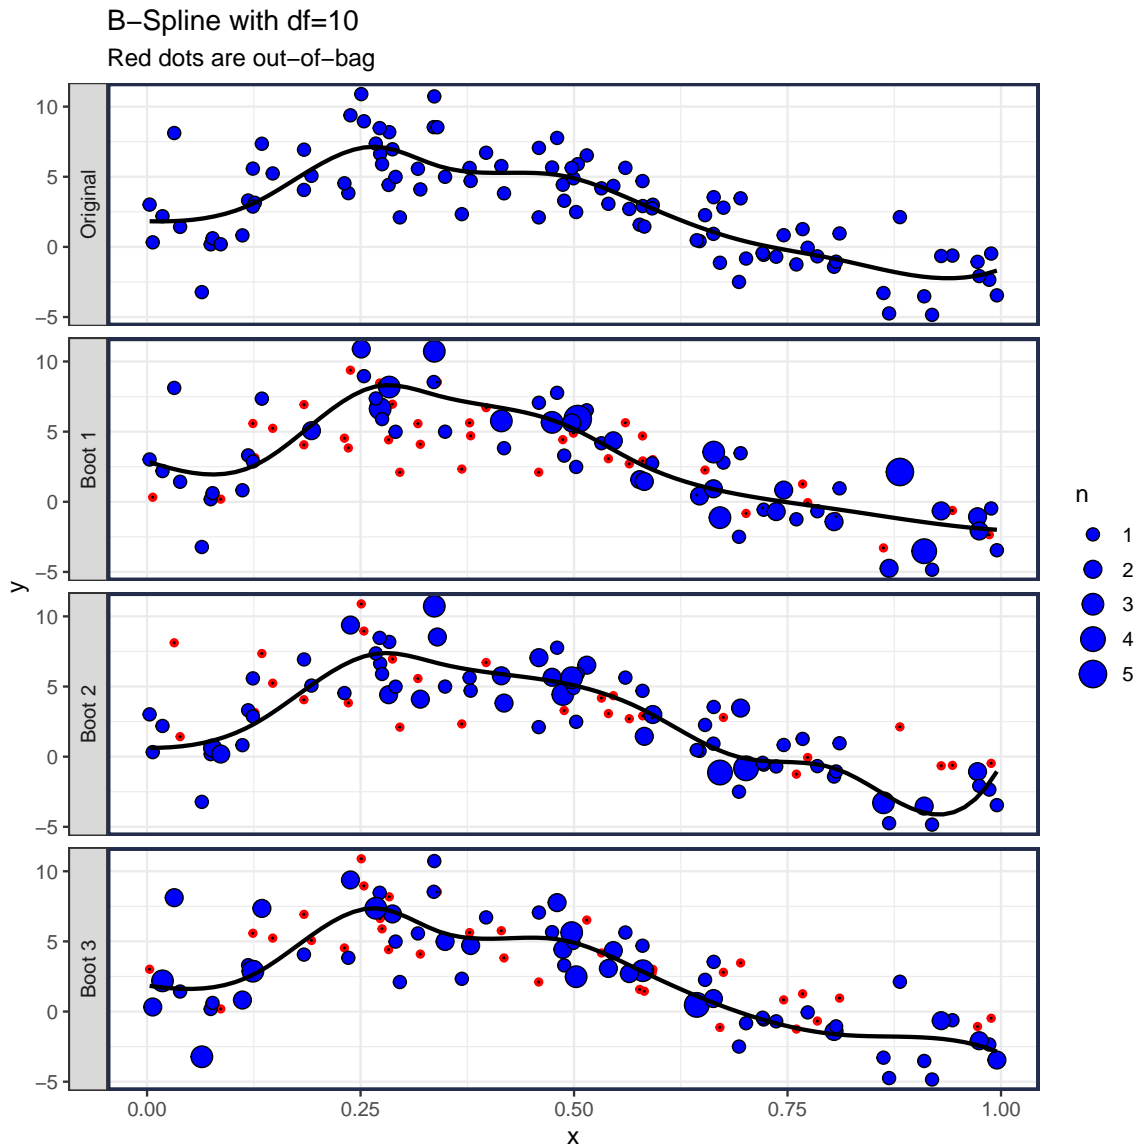 B−Spline with df=10
Red dots are out−of−bag
Original
10
5
0
−5
Boot 1
10
5
0
−5
Boot 2
10
5
0
−5
Boot 3
10
5
0
−5
0.00 0.25 0.50 0.75 1.00
x
y
n
1
2
3
4
5